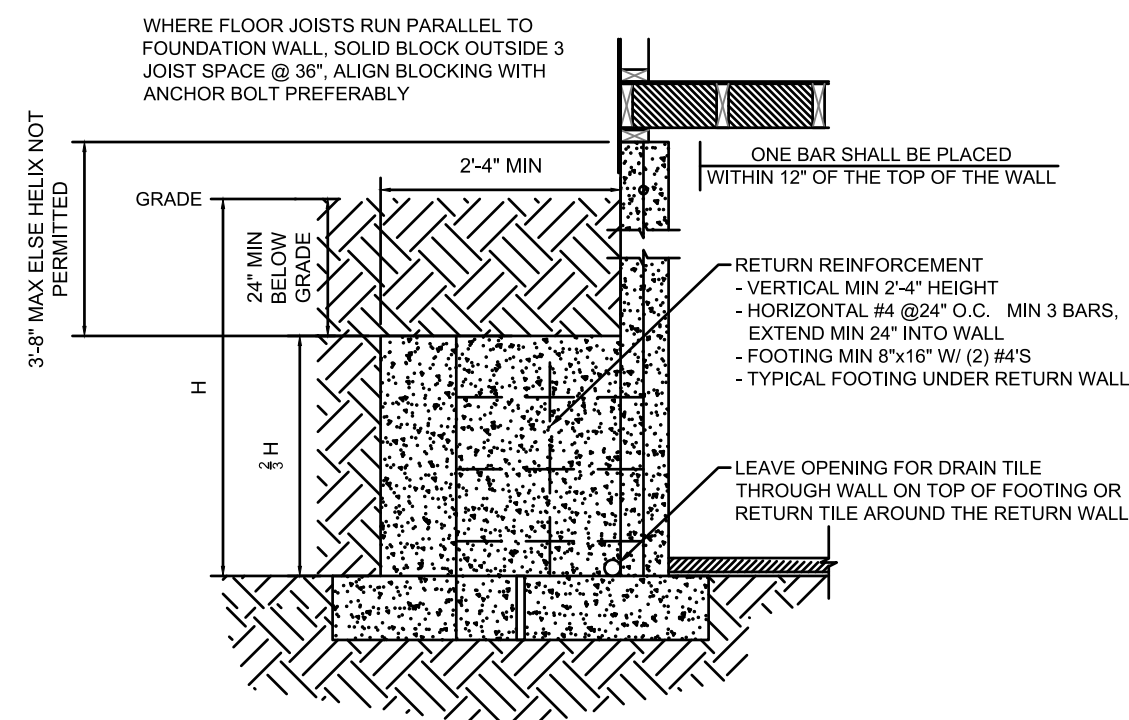 WHERE FLOOR JOISTS RUN PARALLEL TO
FOUNDATION WALL, SOLID BLOCK OUTSIDE 3
JOIST SPACE @ 36", ALIGN BLOCKING WITH
ANCHOR BOLT PREFERABLY
3'-8" MAX ELSE HELIX NOT
PERMITTED
GRADE
2'-4" MIN
24" MIN
BELOW
GRADE
H
2/3 H
ONE BAR SHALL BE PLACED
WITHIN 12" OF THE TOP OF THE WALL
RETURN REINFORCEMENT
- VERTICAL MIN 2'-4" HEIGHT
- HORIZONTAL #4 @24" O.C. MIN 3 BARS,
EXTEND MIN 24" INTO WALL
- FOOTING MIN 8"x16" W/ (2) #4'S
- TYPICAL FOOTING UNDER RETURN WALL
LEAVE OPENING FOR DRAIN TILE
THROUGH WALL ON TOP OF FOOTING OR
RETURN TILE AROUND THE RETURN WALL